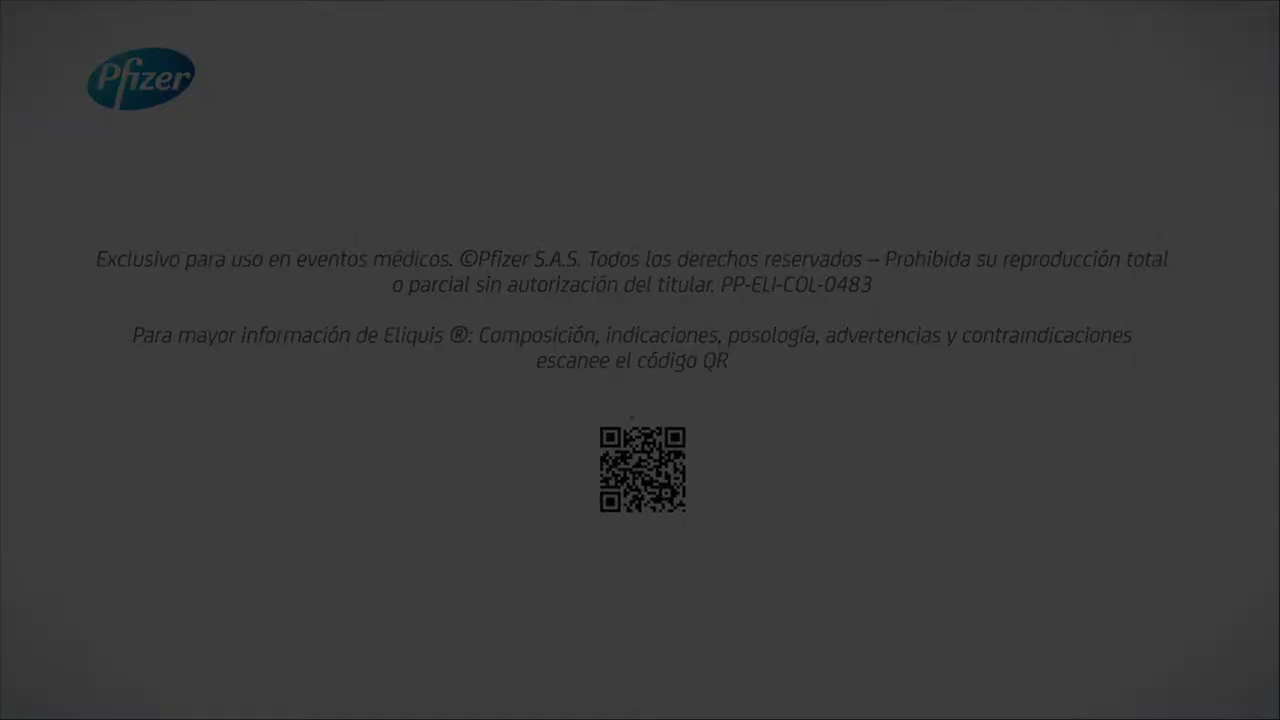 Pfizer
Exclusivo para uso en eventos médicos. ©Pfizer S.A.S. Todos los derechos reservados – Prohibida su reproducción total
o parcial sin autorización del titular. PP-ELI-COL-0483
Para mayor información de Eliquis ®: Composición, indicaciones, posología, advertencias y contraindicaciones
escanee el código QR